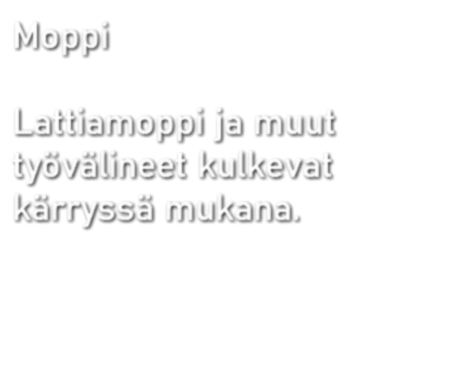 Moppi
Lattiamoppi ja muut
työvälineet kulkevat
kärryssä mukana.